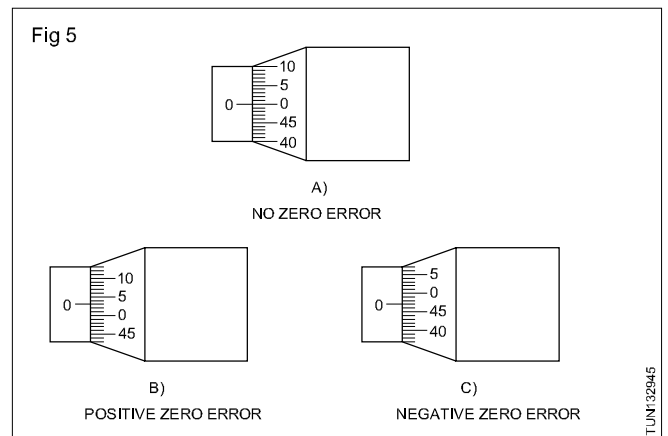 Fig 5
10
5
0 0
45
40
A)
NO ZERO ERROR
10
5
0 0
45
B)
POSITIVE ZERO ERROR
5
0
0 45
40
C)
NEGATIVE ZERO ERROR
TUN132945